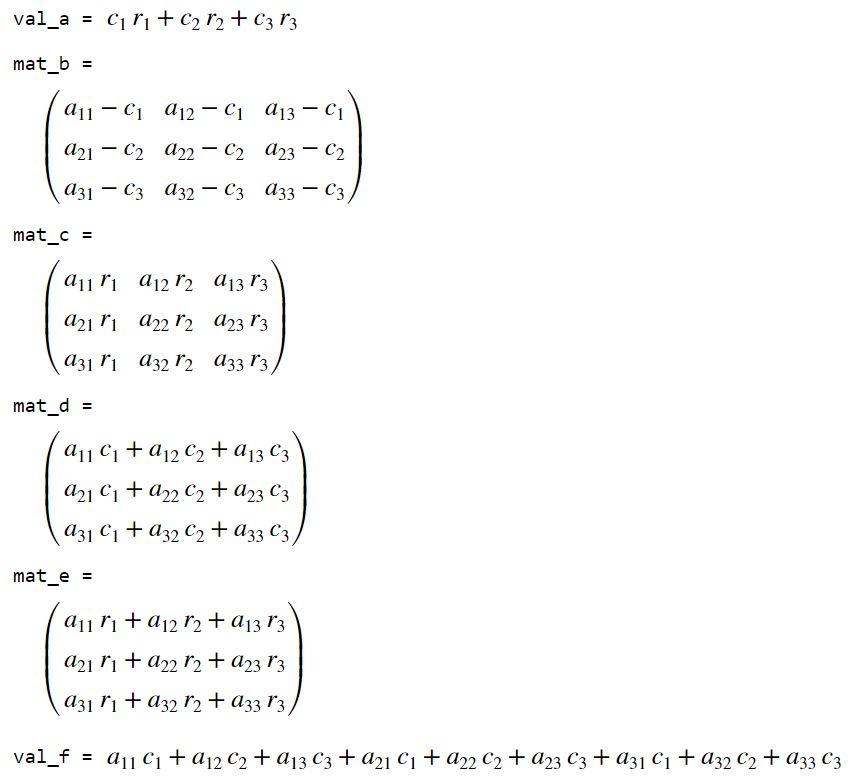 val_a = c₁ r₁ + c₂ r₂ + c₃ r₃
mat_b =
a₁₁ − c₁ a₁₂ − c₁ a₁₃ − c₁
a₂₁ − c₂ a₂₂ − c₂ a₂₃ − c₂
a₃₁ − c₃ a₃₂ − c₃ a₃₃ − c₃
mat_c =
a₁₁ r₁ a₁₂ r₂ a₁₃ r₃
a₂₁ r₁ a₂₂ r₂ a₂₃ r₃
a₃₁ r₁ a₃₂ r₂ a₃₃ r₃
mat_d =
a₁₁ c₁ + a₁₂ c₂ + a₁₃ c₃
a₂₁ c₁ + a₂₂ c₂ + a₂₃ c₃
a₃₁ c₁ + a₃₂ c₂ + a₃₃ c₃
mat_e =
a₁₁ r₁ + a₁₂ r₂ + a₁₃ r₃
a₂₁ r₁ + a₂₂ r₂ + a₂₃ r₃
a₃₁ r₁ + a₃₂ r₂ + a₃₃ r₃
val_f = a₁₁ c₁ + a₁₂ c₂ + a₁₃ c₃ + a₂₁ c₁ + a₂₂ c₂ + a₂₃ c₃ + a₃₁ c₁ + a₃₂ c₂ + a₃₃ c₃